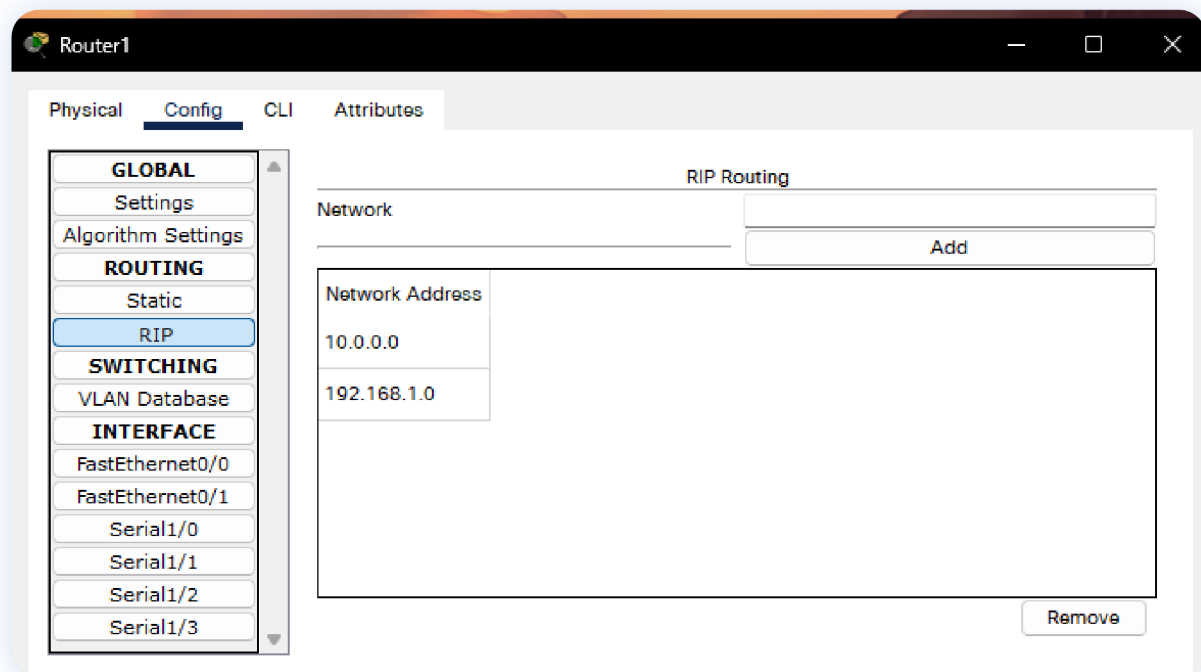 Router1
Physical Config CLI Attributes
GLOBAL
Settings
Algorithm Settings
ROUTING
Static
RIP
SWITCHING
VLAN Database
INTERFACE
FastEthernet0/0
FastEthernet0/1
Serial1/0
Serial1/1
Serial1/2
Serial1/3
RIP Routing
Network
Add
Network Address
10.0.0.0
192.168.1.0
Remove